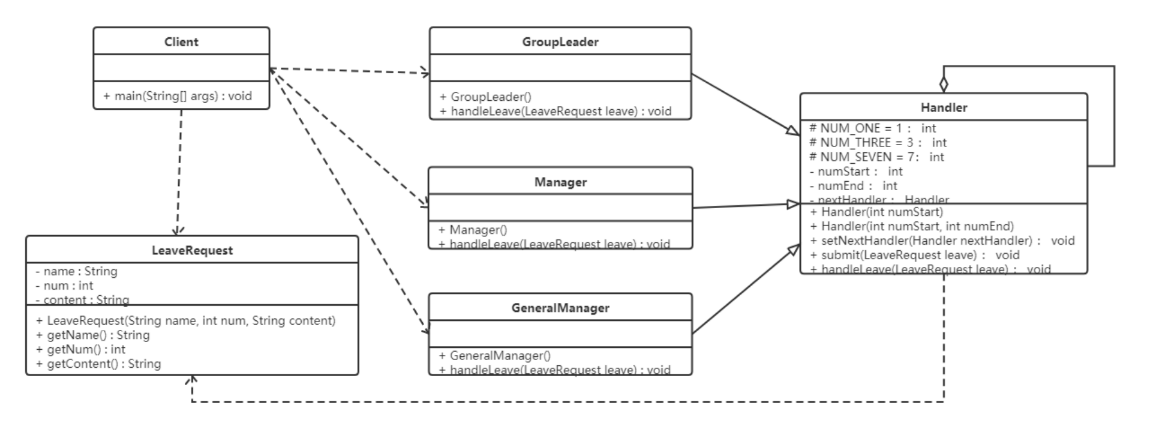 Client
+ main(String[] args) : void
GroupLeader
+ GroupLeader()
+ handleLeave(LeaveRequest leave) : void
Handler
# NUM_ONE = 1 : int
# NUM_THREE = 3 : int
# NUM_SEVEN = 7 : int
- numStart : int
- numEnd : int
- nextHandler : Handler
+ Handler(int numStart)
+ Handler(int numStart, int numEnd)
+ setNextHandler(Handler nextHandler) : void
+ submit(LeaveRequest leave) : void
+ handleLeave(LeaveRequest leave) : void
Manager
+ Manager()
+ handleLeave(LeaveRequest leave) : void
LeaveRequest
- name : String
- num : int
- content : String
+ LeaveRequest(String name, int num, String content)
+ getName() : String
+ getNum() : int
+ getContent() : String
GeneralManager
+ GeneralManager()
+ handleLeave(LeaveRequest leave) : void